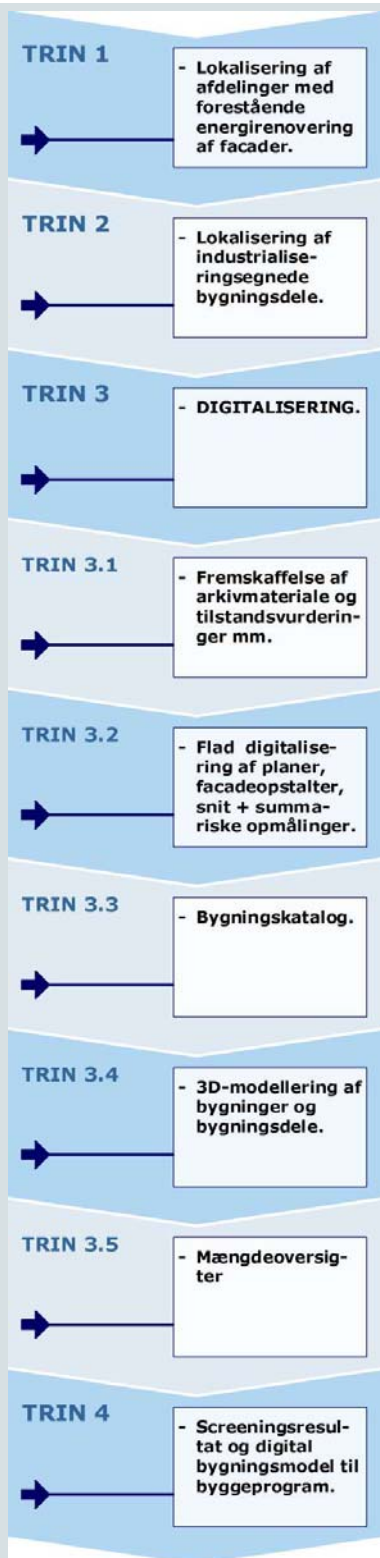 TRIN 1
- Lokalisering af
afdelinger med
forestående
energirenovering
af facader.
TRIN 2
- Lokalisering af
industrialise-
ringsegnede
bygningsdele.
TRIN 3
- DIGITALISERING.
TRIN 3.1
- Fremskaffelse af
arkivmateriale og
tilstandsvurderin-
ger mm.
TRIN 3.2
- Flad digitalise-
ring af planer,
facadeopstalter,
snit + summa-
riske opmålinger.
TRIN 3.3
- Bygningskatalog.
TRIN 3.4
- 3D-modellering af
bygninger og
bygningsdele.
TRIN 3.5
- Mængdeoversig-
ter
TRIN 4
- Screeningsresul-
tat og digital
bygningsmodel til
byggeprogram.